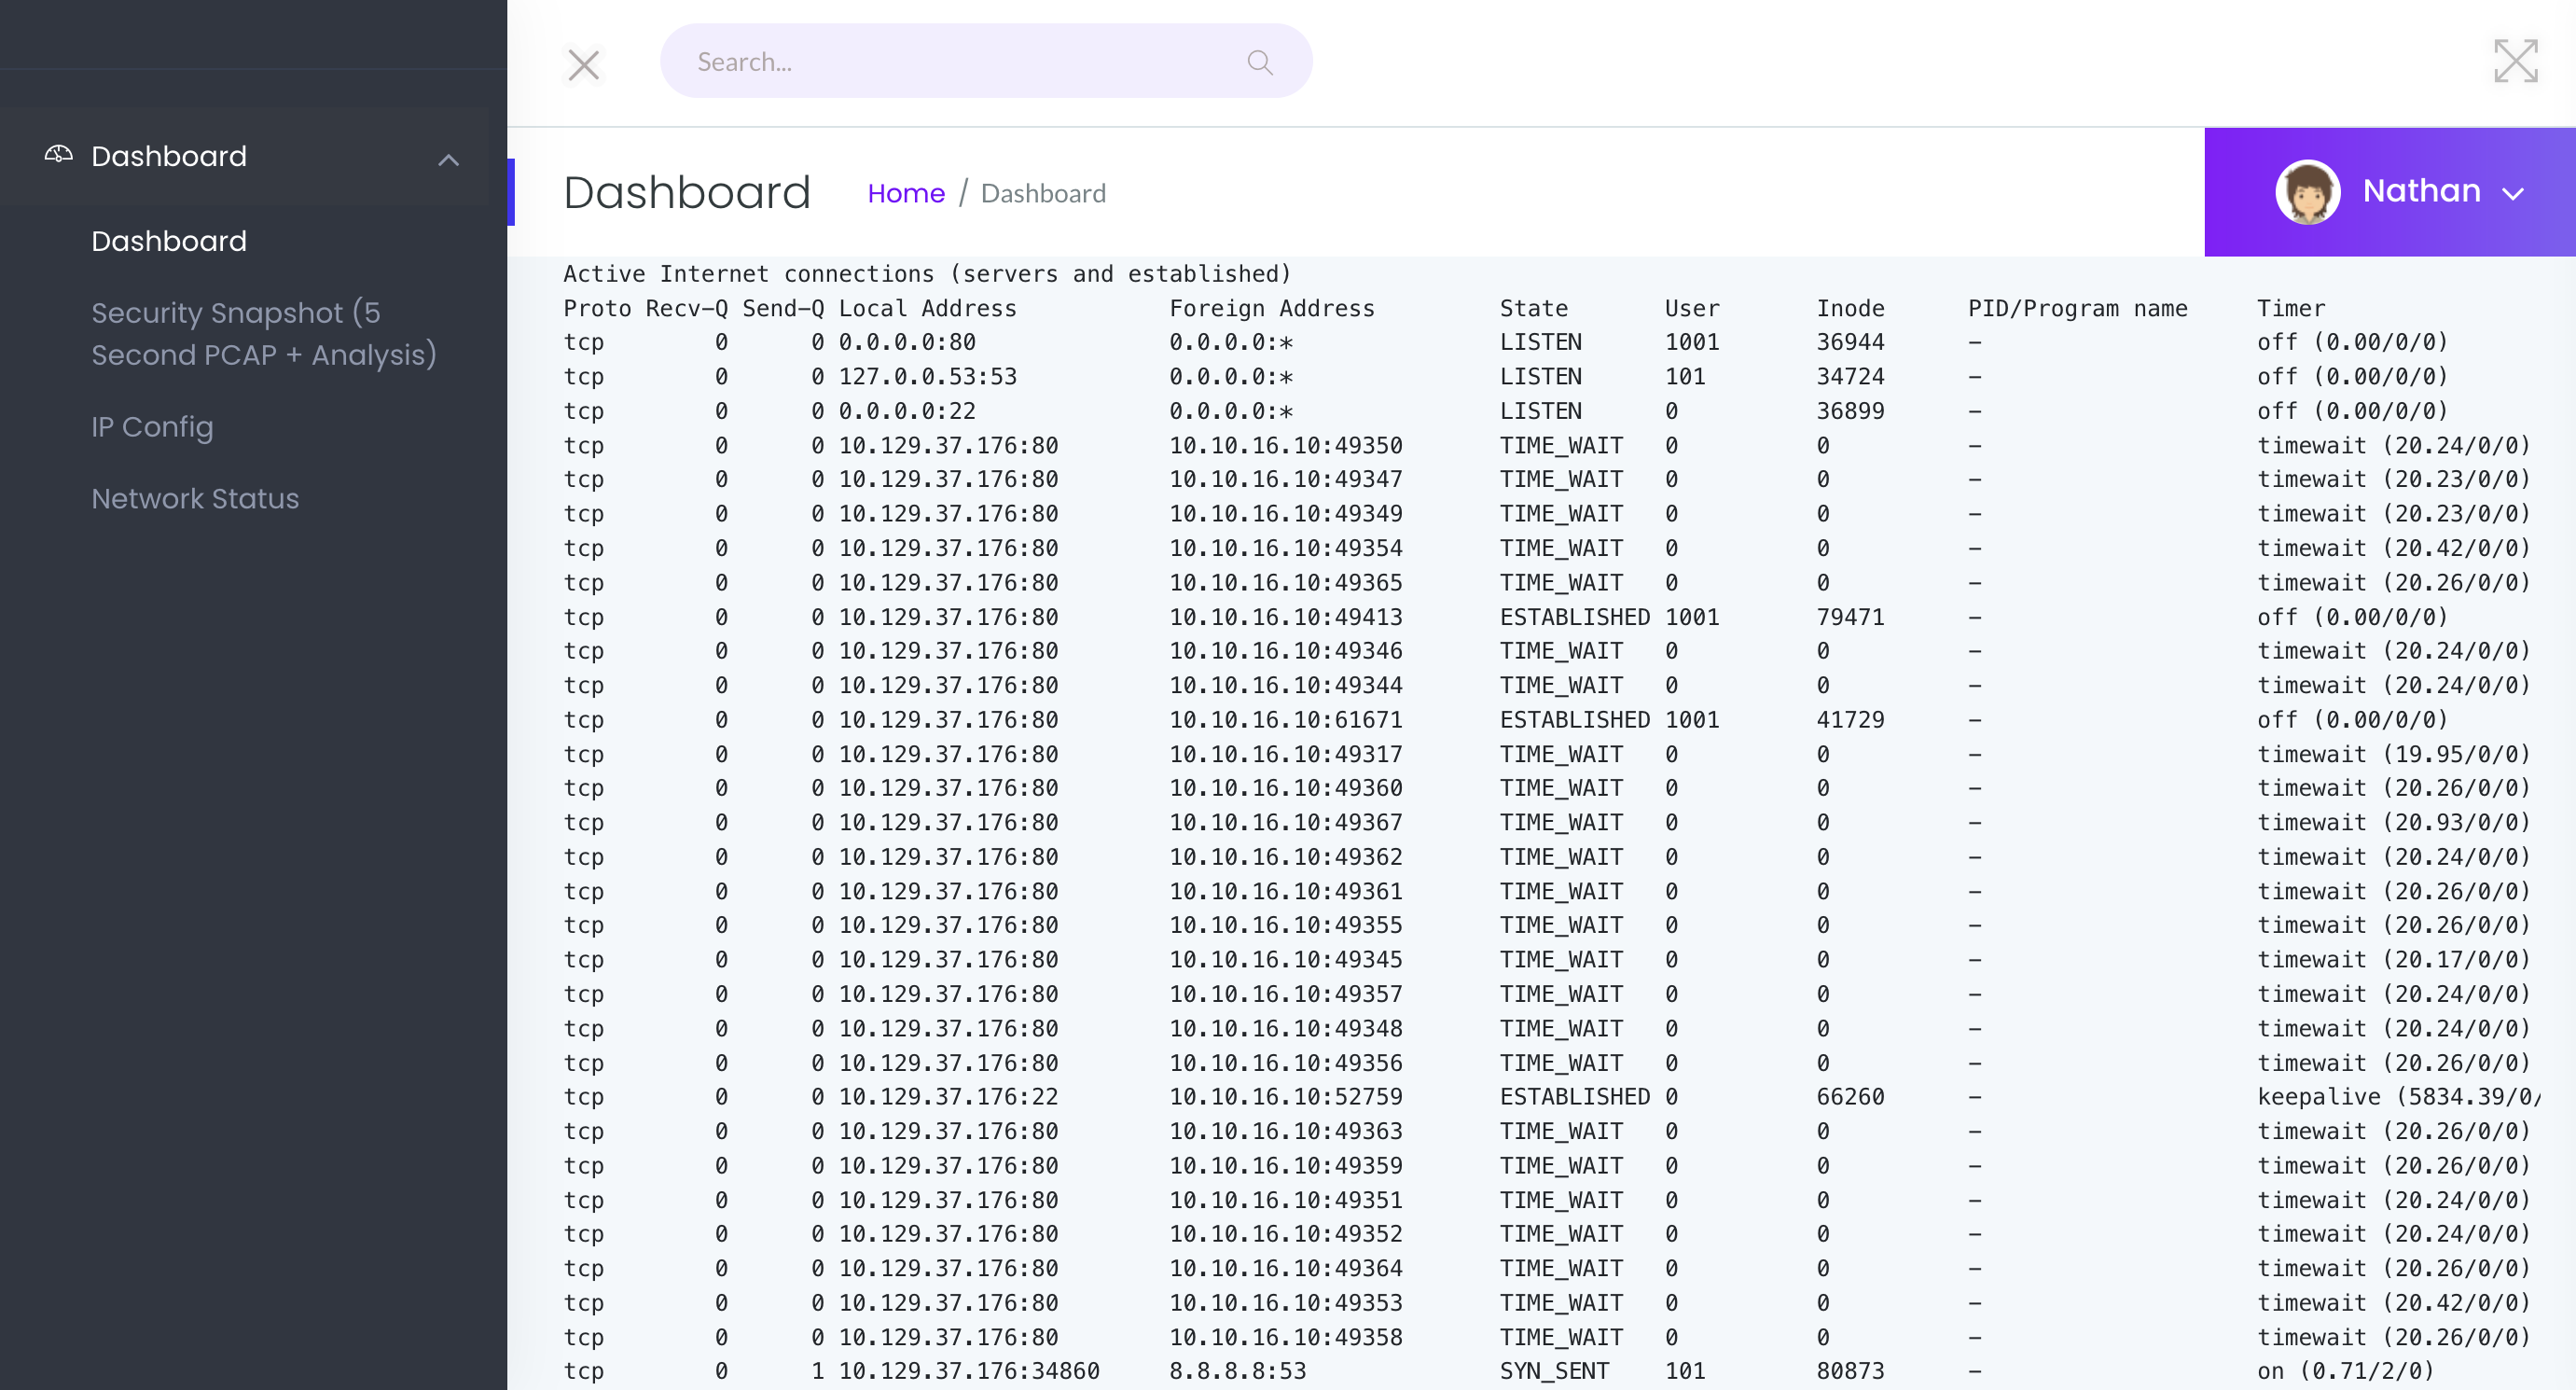 Search...
Dashboard
Dashboard
Security Snapshot (5
Second PCAP + Analysis)
IP Config
Network Status
Dashboard Home / Dashboard
Nathan
Active Internet connections (servers and established)
Proto Recv-Q Send-Q Local Address Foreign Address State User Inode PID/Program name Timer
tcp 0 0 0.0.0.0:80 0.0.0.0:* LISTEN 1001 36944 - off (0.00/0/0)
tcp 0 0 127.0.0.53:53 0.0.0.0:* LISTEN 101 34724 - off (0.00/0/0)
tcp 0 0 0.0.0.0:22 0.0.0.0:* LISTEN 0 36899 - off (0.00/0/0)
tcp 0 0 10.129.37.176:80 10.10.16.10:49350 TIME_WAIT 0 0 - timewait (20.24/0/0)
tcp 0 0 10.129.37.176:80 10.10.16.10:49347 TIME_WAIT 0 0 - timewait (20.23/0/0)
tcp 0 0 10.129.37.176:80 10.10.16.10:49349 TIME_WAIT 0 0 - timewait (20.23/0/0)
tcp 0 0 10.129.37.176:80 10.10.16.10:49354 TIME_WAIT 0 0 - timewait (20.42/0/0)
tcp 0 0 10.129.37.176:80 10.10.16.10:49365 TIME_WAIT 0 0 - timewait (20.26/0/0)
tcp 0 0 10.129.37.176:80 10.10.16.10:49413 ESTABLISHED 1001 79471 - off (0.00/0/0)
tcp 0 0 10.129.37.176:80 10.10.16.10:49346 TIME_WAIT 0 0 - timewait (20.24/0/0)
tcp 0 0 10.129.37.176:80 10.10.16.10:49344 TIME_WAIT 0 0 - timewait (20.24/0/0)
tcp 0 0 10.129.37.176:80 10.10.16.10:61671 ESTABLISHED 1001 41729 - off (0.00/0/0)
tcp 0 0 10.129.37.176:80 10.10.16.10:49317 TIME_WAIT 0 0 - timewait (19.95/0/0)
tcp 0 0 10.129.37.176:80 10.10.16.10:49360 TIME_WAIT 0 0 - timewait (20.26/0/0)
tcp 0 0 10.129.37.176:80 10.10.16.10:49367 TIME_WAIT 0 0 - timewait (20.93/0/0)
tcp 0 0 10.129.37.176:80 10.10.16.10:49362 TIME_WAIT 0 0 - timewait (20.24/0/0)
tcp 0 0 10.129.37.176:80 10.10.16.10:49361 TIME_WAIT 0 0 - timewait (20.26/0/0)
tcp 0 0 10.129.37.176:80 10.10.16.10:49355 TIME_WAIT 0 0 - timewait (20.26/0/0)
tcp 0 0 10.129.37.176:80 10.10.16.10:49345 TIME_WAIT 0 0 - timewait (20.17/0/0)
tcp 0 0 10.129.37.176:80 10.10.16.10:49357 TIME_WAIT 0 0 - timewait (20.24/0/0)
tcp 0 0 10.129.37.176:80 10.10.16.10:49348 TIME_WAIT 0 0 - timewait (20.24/0/0)
tcp 0 0 10.129.37.176:80 10.10.16.10:49356 TIME_WAIT 0 0 - timewait (20.26/0/0)
tcp 0 0 10.129.37.176:22 10.10.16.10:52759 ESTABLISHED 0 66260 - keepalive (5834.39/0/
tcp 0 0 10.129.37.176:80 10.10.16.10:49363 TIME_WAIT 0 0 - timewait (20.26/0/0)
tcp 0 0 10.129.37.176:80 10.10.16.10:49359 TIME_WAIT 0 0 - timewait (20.26/0/0)
tcp 0 0 10.129.37.176:80 10.10.16.10:49351 TIME_WAIT 0 0 - timewait (20.24/0/0)
tcp 0 0 10.129.37.176:80 10.10.16.10:49352 TIME_WAIT 0 0 - timewait (20.24/0/0)
tcp 0 0 10.129.37.176:80 10.10.16.10:49364 TIME_WAIT 0 0 - timewait (20.26/0/0)
tcp 0 0 10.129.37.176:80 10.10.16.10:49353 TIME_WAIT 0 0 - timewait (20.42/0/0)
tcp 0 0 10.129.37.176:80 10.10.16.10:49358 TIME_WAIT 0 0 - timewait (20.26/0/0)
tcp 0 1 10.129.37.176:34860 8.8.8.8:53 SYN_SENT 101 80873 - on (0.71/2/0)